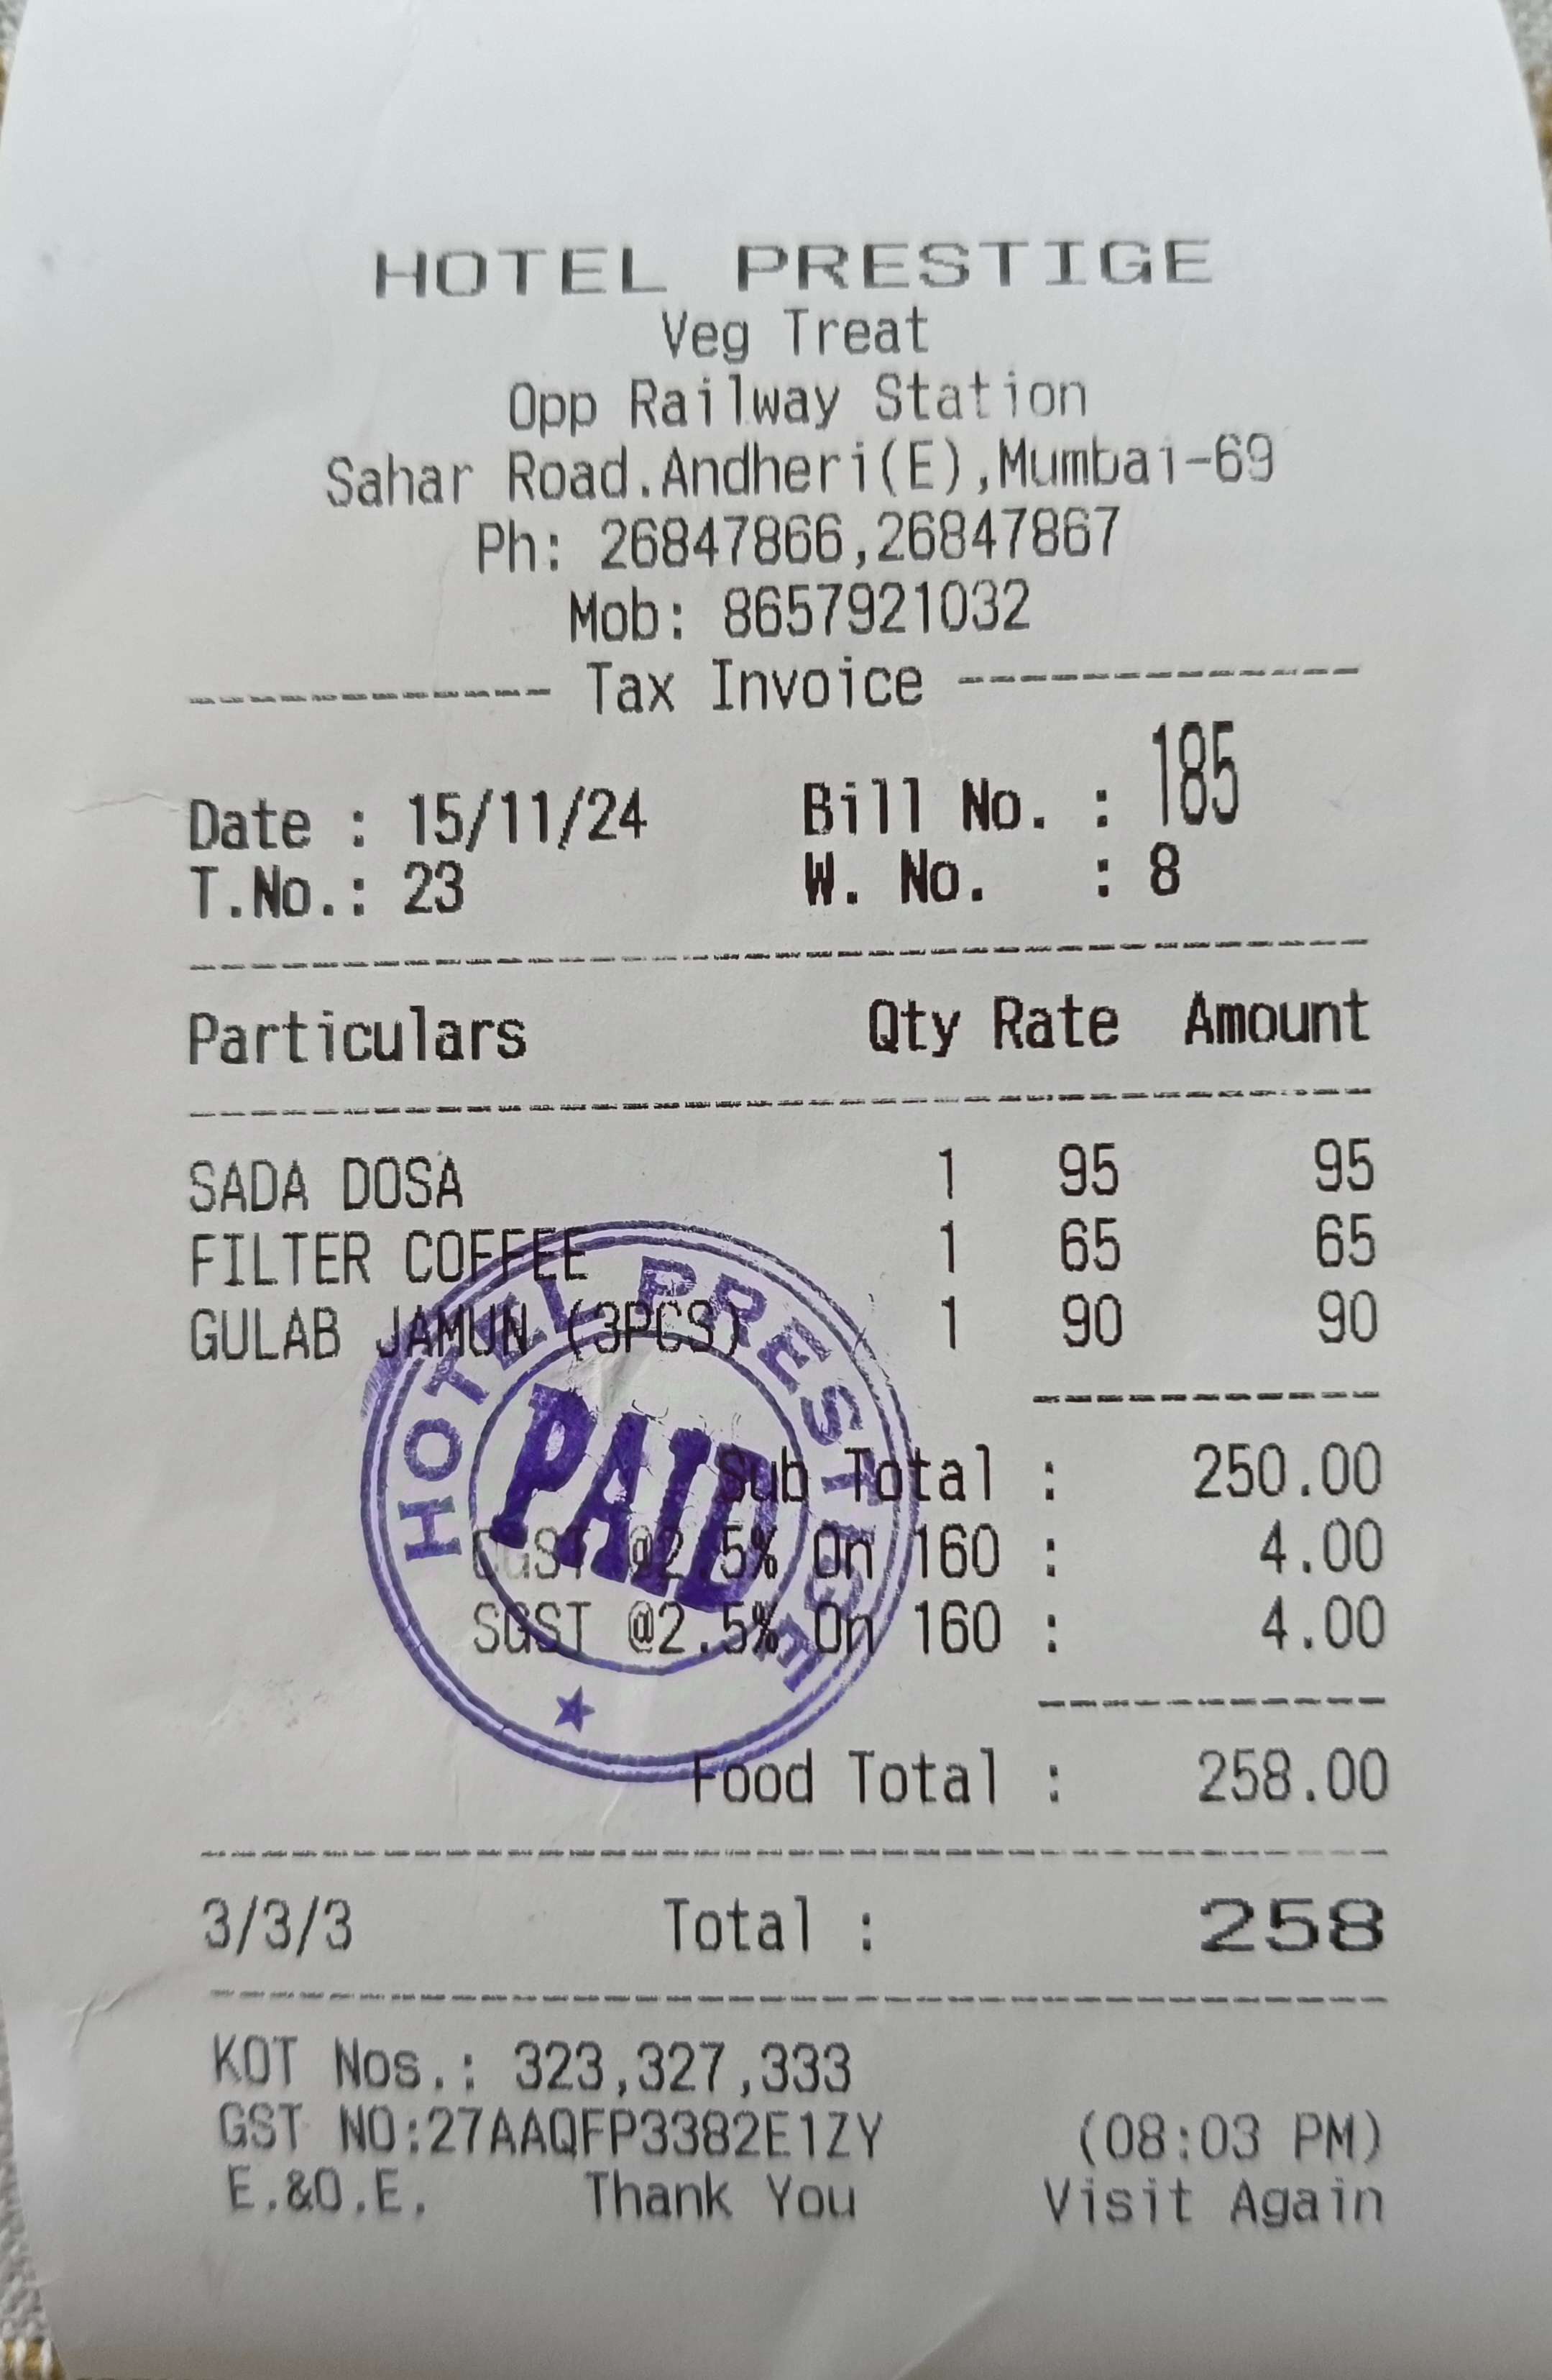 HOTEL PRESTIGE
Veg Treat
Opp Railway Station
Sahar Road.Andheri(E),Mumbai-69
Ph: 26847866,26847867
Mob: 8657921032
------------ Tax Invoice --------------
Date : 15/11/24 Bill No. : 185
T.No.: 23 W. No. : 8
Particulars Qty Rate Amount
SADA DOSA 1 95 95
FILTER COFFEE 1 65 65
GULAB JAMUN (3PCS) 1 90 90
HOTEL PRESTIGE
PAID
Sub Total : 250.00
CGST @2.5% On 160 : 4.00
SGST @2.5% On 160 : 4.00
Food Total : 258.00
3/3/3 Total : 258
KOT Nos.: 323,327,333
GST NO:27AAQFP3382E1ZY (08:03 PM)
E.&O.E. Thank You Visit Again